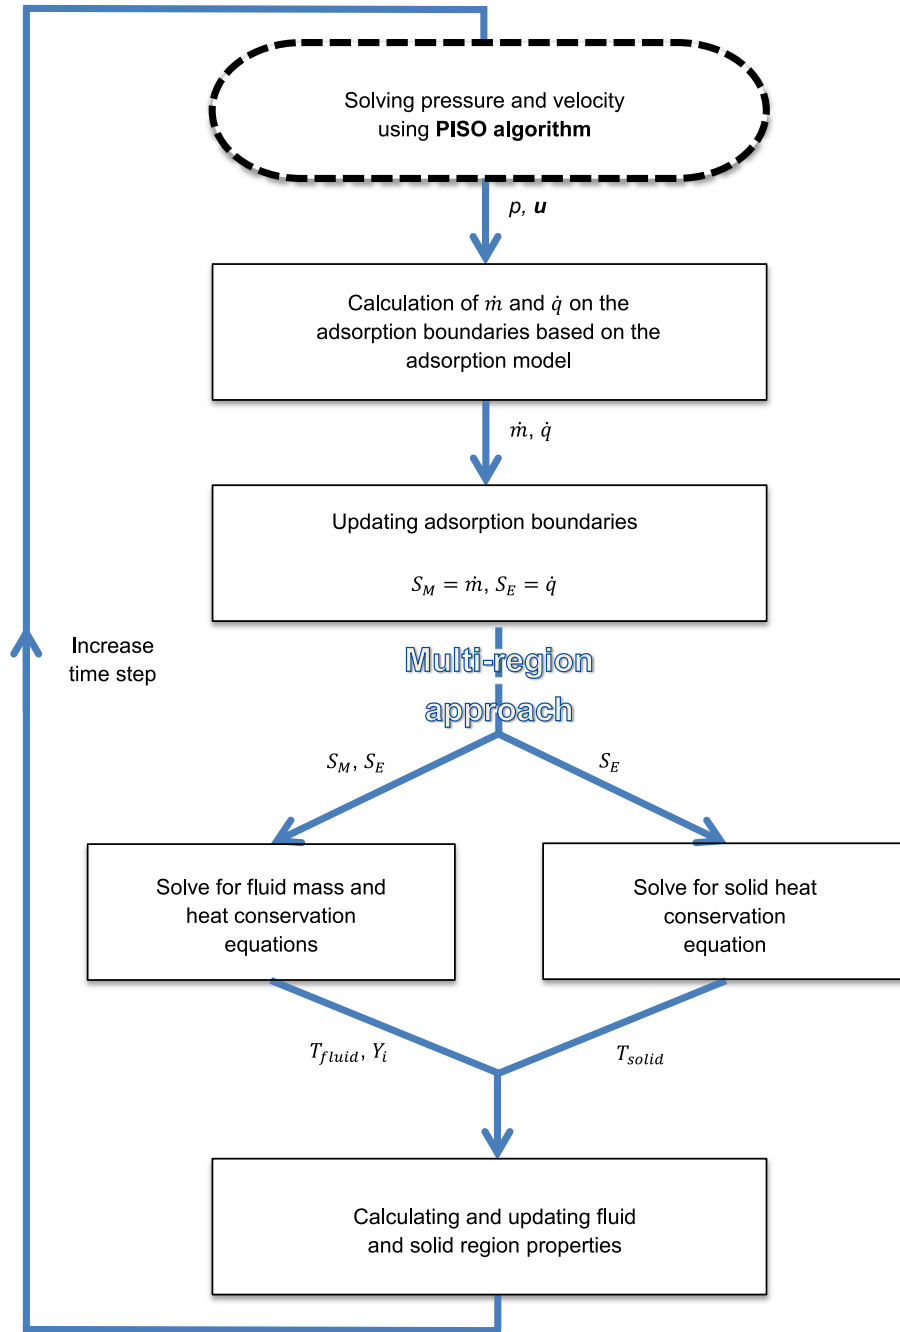 Solving pressure and velocity
using PISO algorithm
p, u
Calculation of ṁ and q̇ on the
adsorption boundaries based on the
adsorption model
ṁ, q̇
Updating adsorption boundaries
S_M = ṁ, S_E = q̇
Increase
time step
Multi-region
approach
S_M, S_E
S_E
Solve for fluid mass and
heat conservation
equations
Solve for solid heat
conservation
equation
T_fluid, Y_i
T_solid
Calculating and updating fluid
and solid region properties